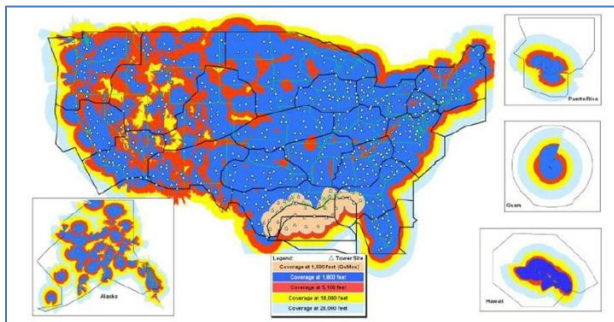 Puerto Rico
Guam
Alaska
Hawaii
Legend: △ Tower Site
Coverage at 1,500 feet (GoMex)
Coverage at 1,800 feet
Coverage at 5,100 feet
Coverage at 18,000 feet
Coverage at 28,000 feet